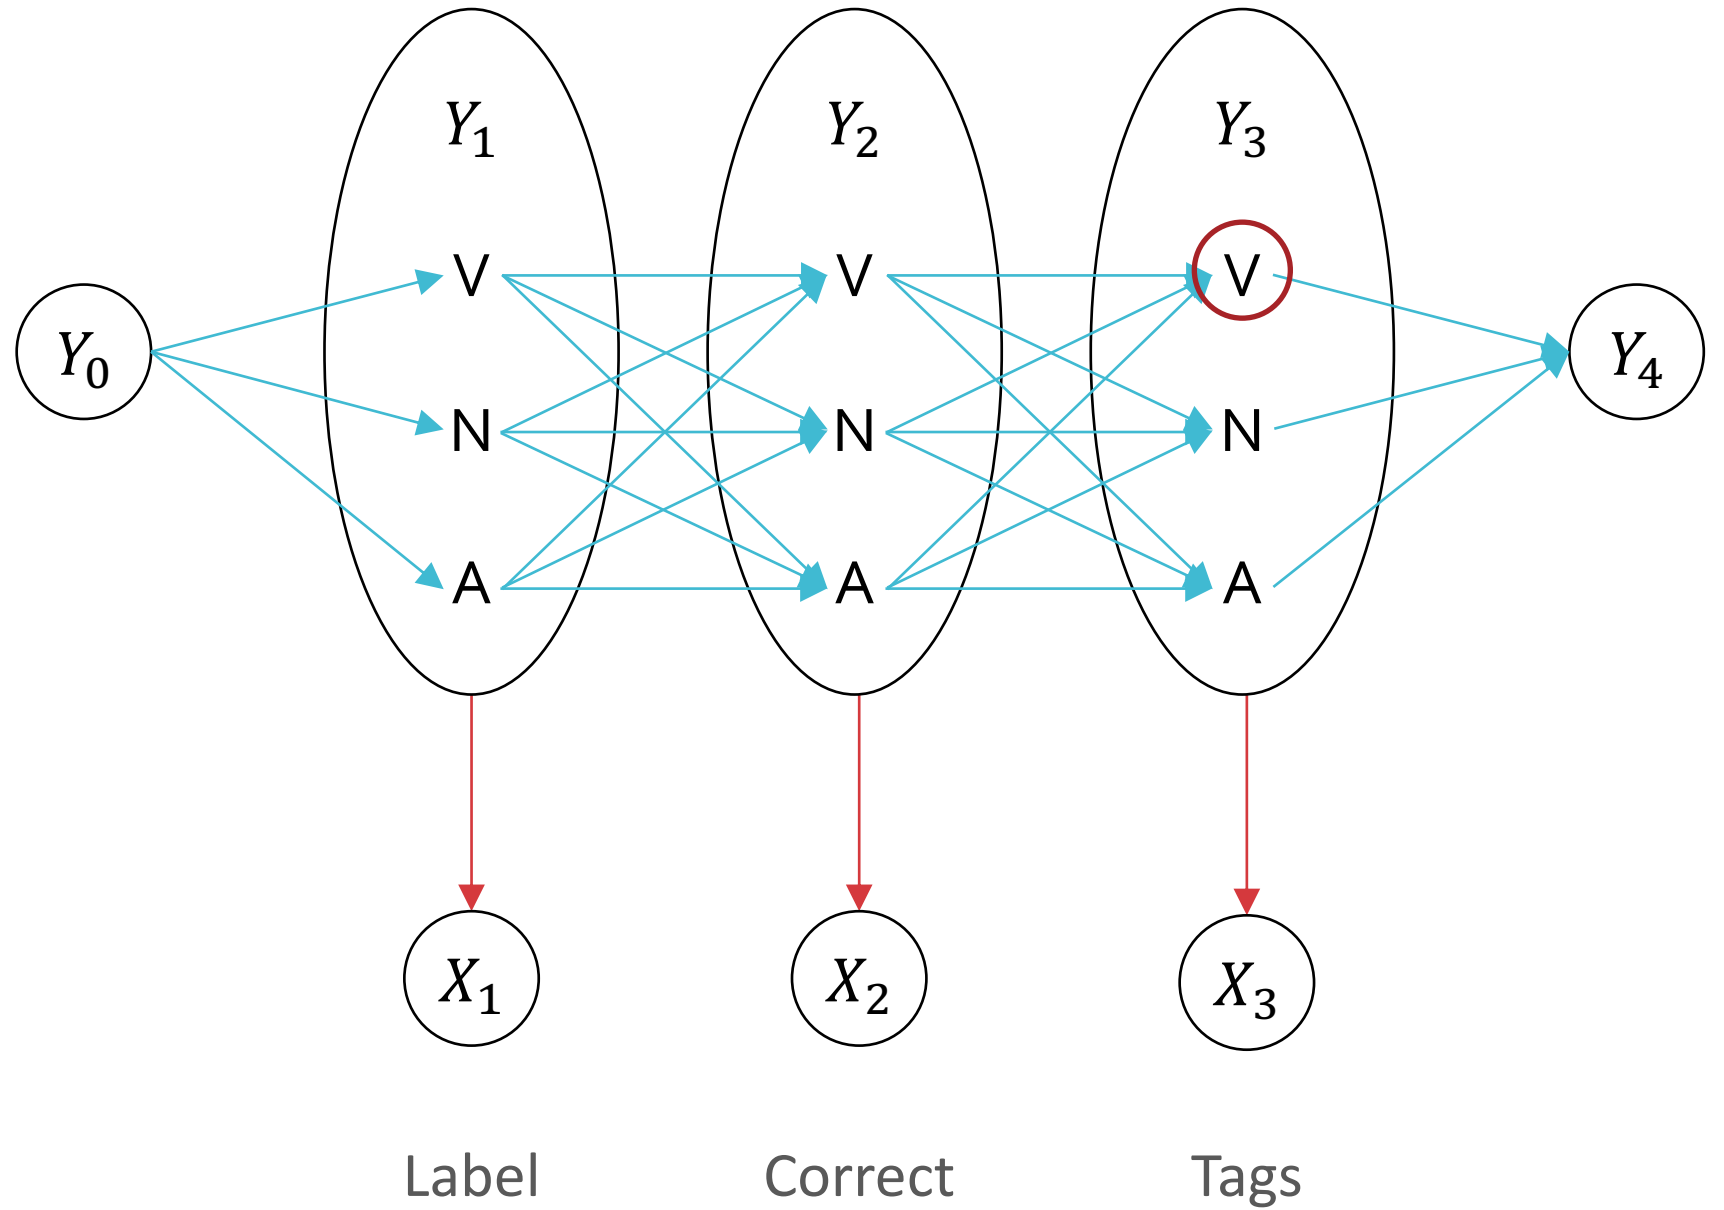 Y₁ Y₂ Y₃
V V V
Y₀ Y₄
N N N
A A A
X₁ X₂ X₃
Label Correct Tags